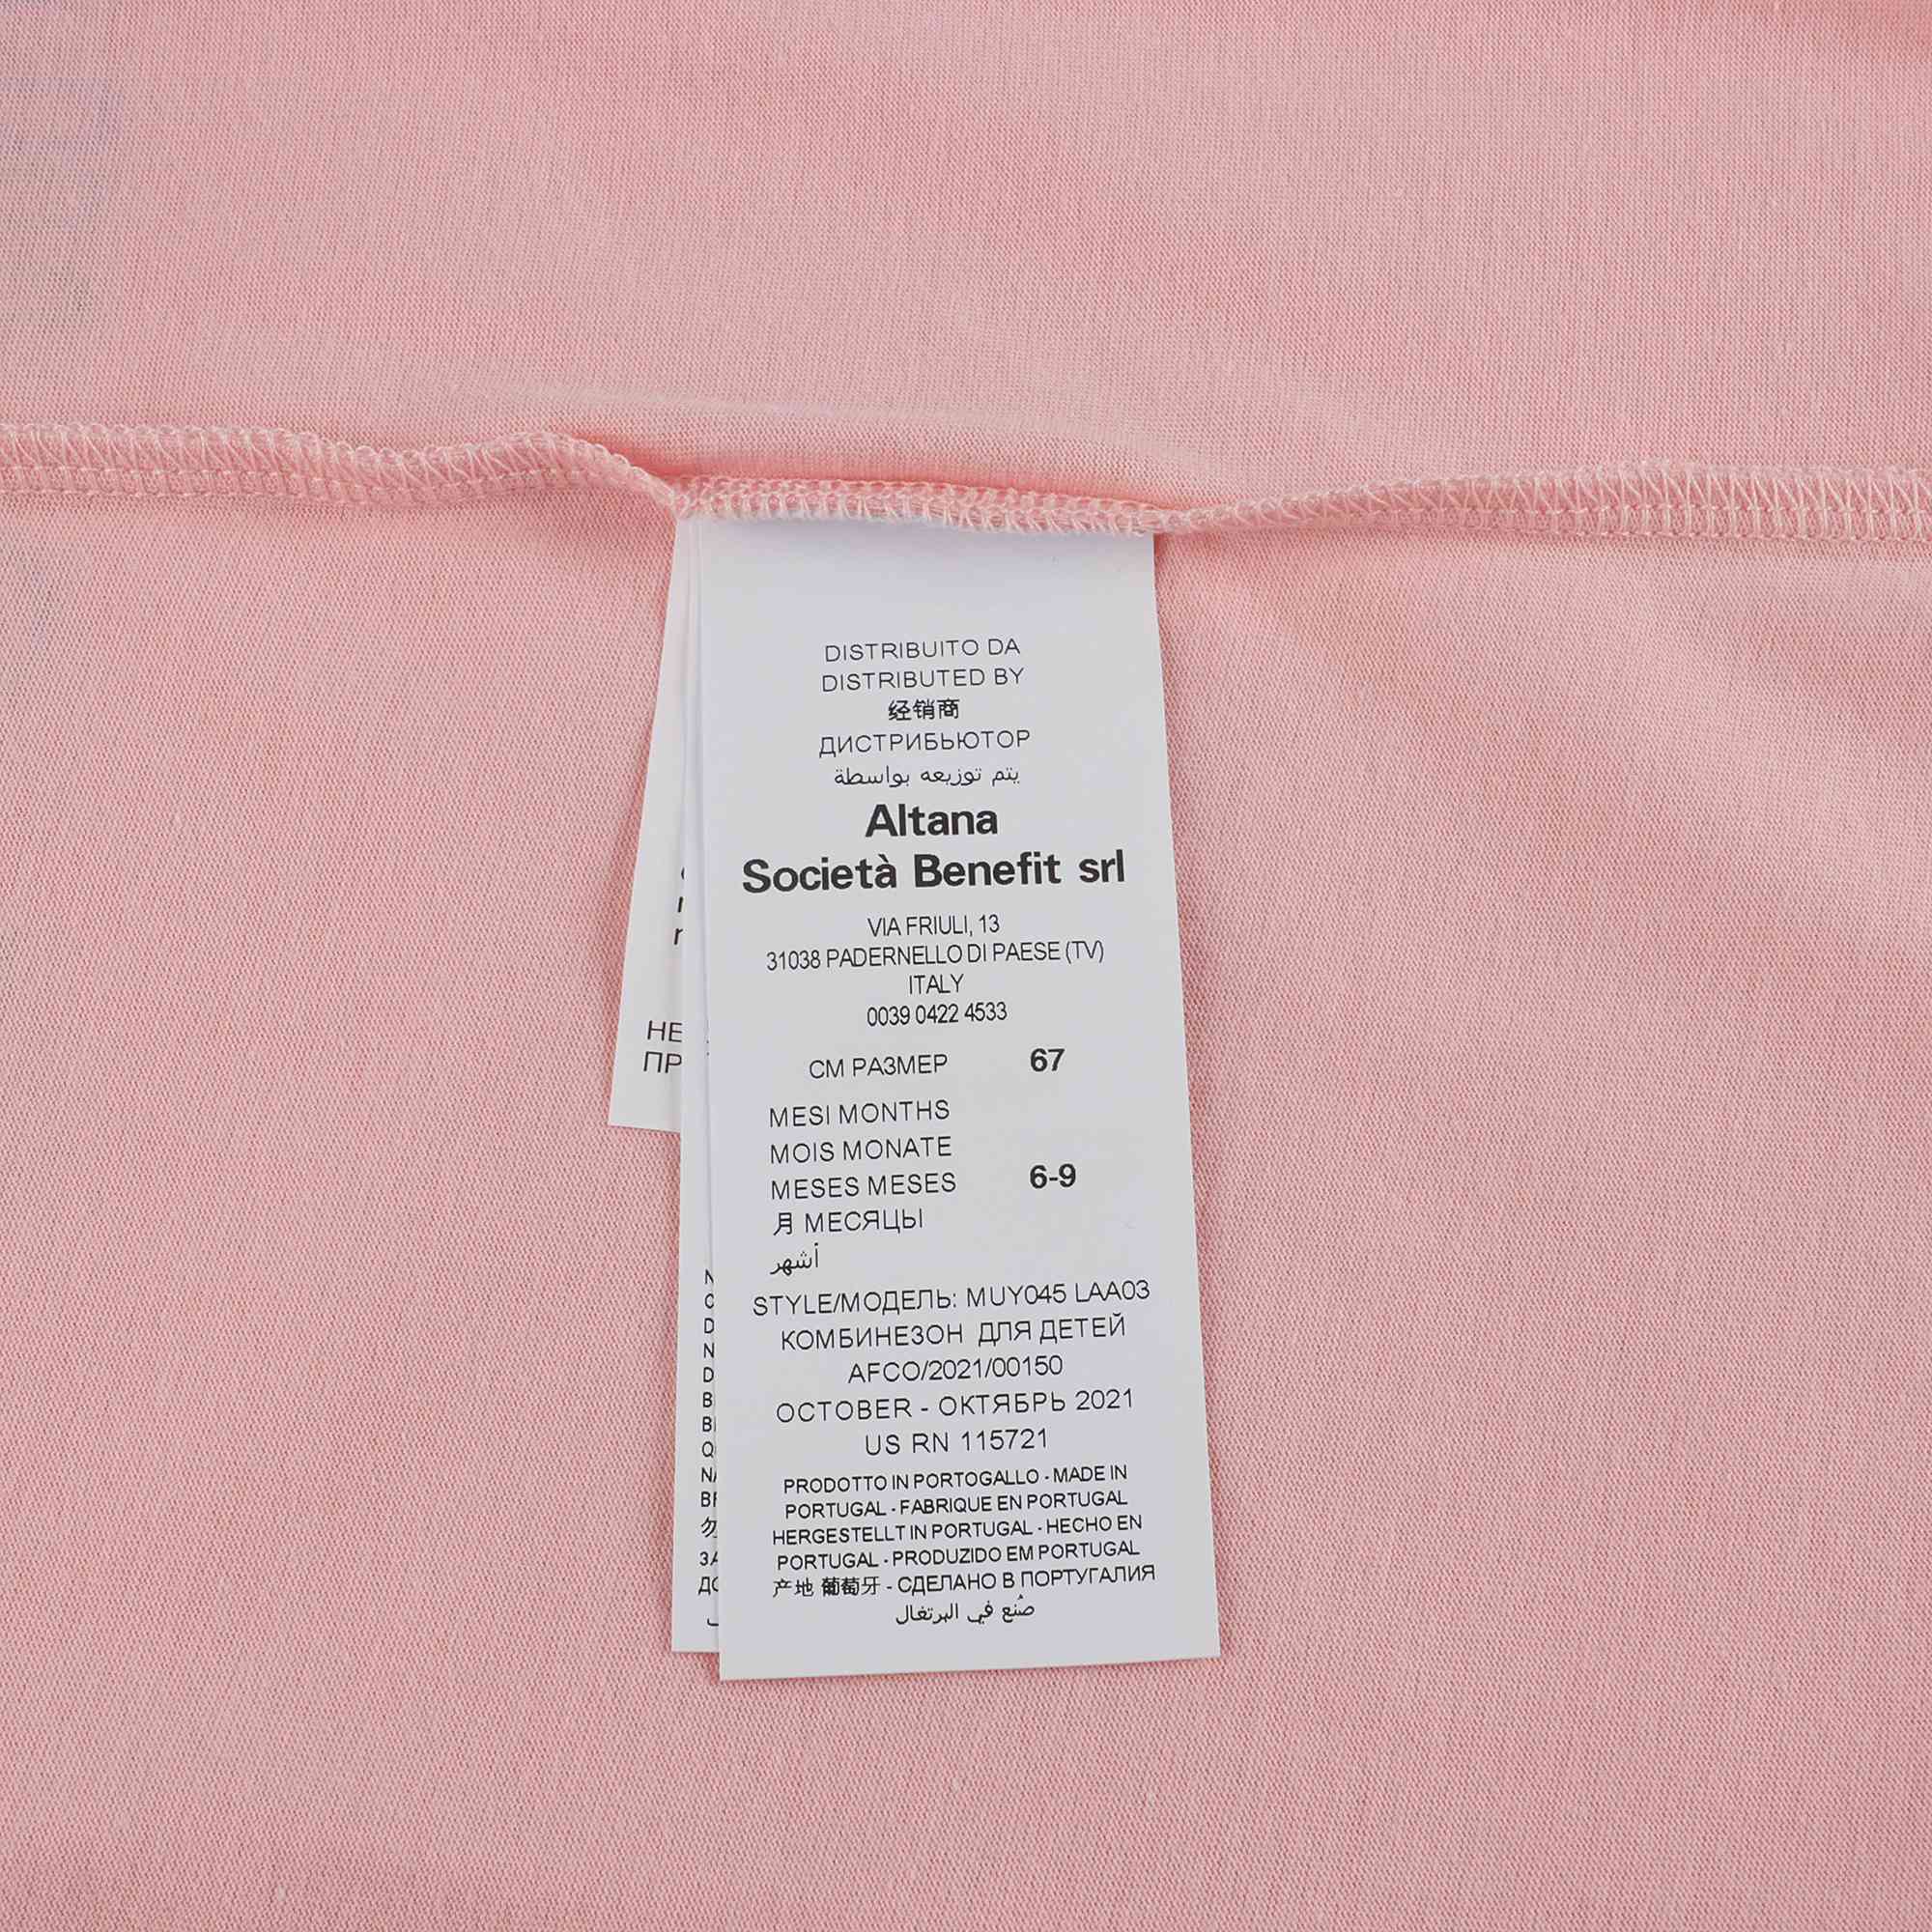 DISTRIBUITO DA
DISTRIBUTED BY
经销商
ДИСТРИБЬЮТОР
يتم توزيعه بواسطة
Altana
Società Benefit srl
VIA FRIULI, 13
31038 PADERNELLO DI PAESE (TV)
ITALY
0039 0422 4533
CM РАЗМЕР 67
MESI MONTHS
MOIS MONATE
MESES MESES 6-9
月 МЕСЯЦЫ
أشهر
STYLE/МОДЕЛЬ: MUY045 LAA03
КОМБИНЕЗОН ДЛЯ ДЕТЕЙ
AFCO/2021/00150
OCTOBER - ОКТЯБРЬ 2021
US RN 115721
PRODOTTO IN PORTOGALLO - MADE IN
PORTUGAL - FABRIQUE EN PORTUGAL
HERGESTELLT IN PORTUGAL - HECHO EN
PORTUGAL - PRODUZIDO EM PORTUGAL
产地 葡萄牙 - СДЕЛАНО В ПОРТУГАЛИЯ
صُنع في البرتغال